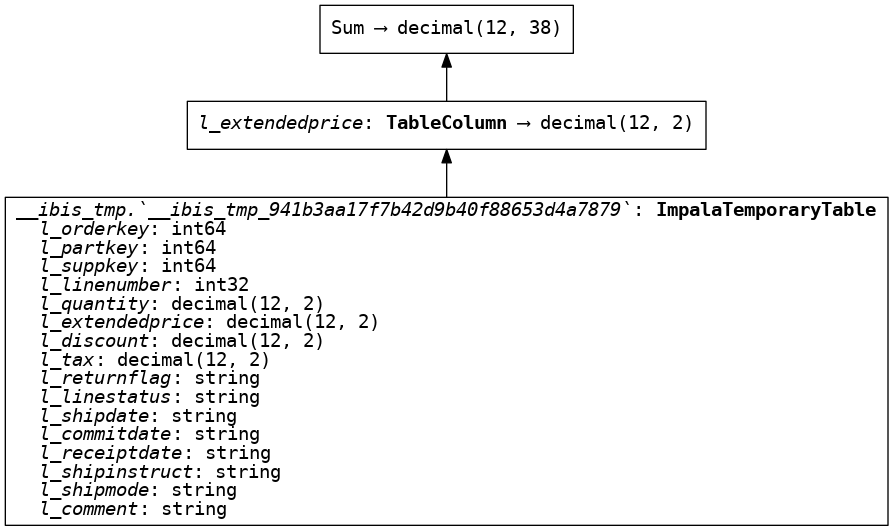 Sum → decimal(12, 38)
l_extendedprice: TableColumn → decimal(12, 2)
__ibis_tmp.`__ibis_tmp_941b3aa17f7b42d9b40f88653d4a7879`: ImpalaTemporaryTable
l_orderkey: int64
l_partkey: int64
l_suppkey: int64
l_linenumber: int32
l_quantity: decimal(12, 2)
l_extendedprice: decimal(12, 2)
l_discount: decimal(12, 2)
l_tax: decimal(12, 2)
l_returnflag: string
l_linestatus: string
l_shipdate: string
l_commitdate: string
l_receiptdate: string
l_shipinstruct: string
l_shipmode: string
l_comment: string